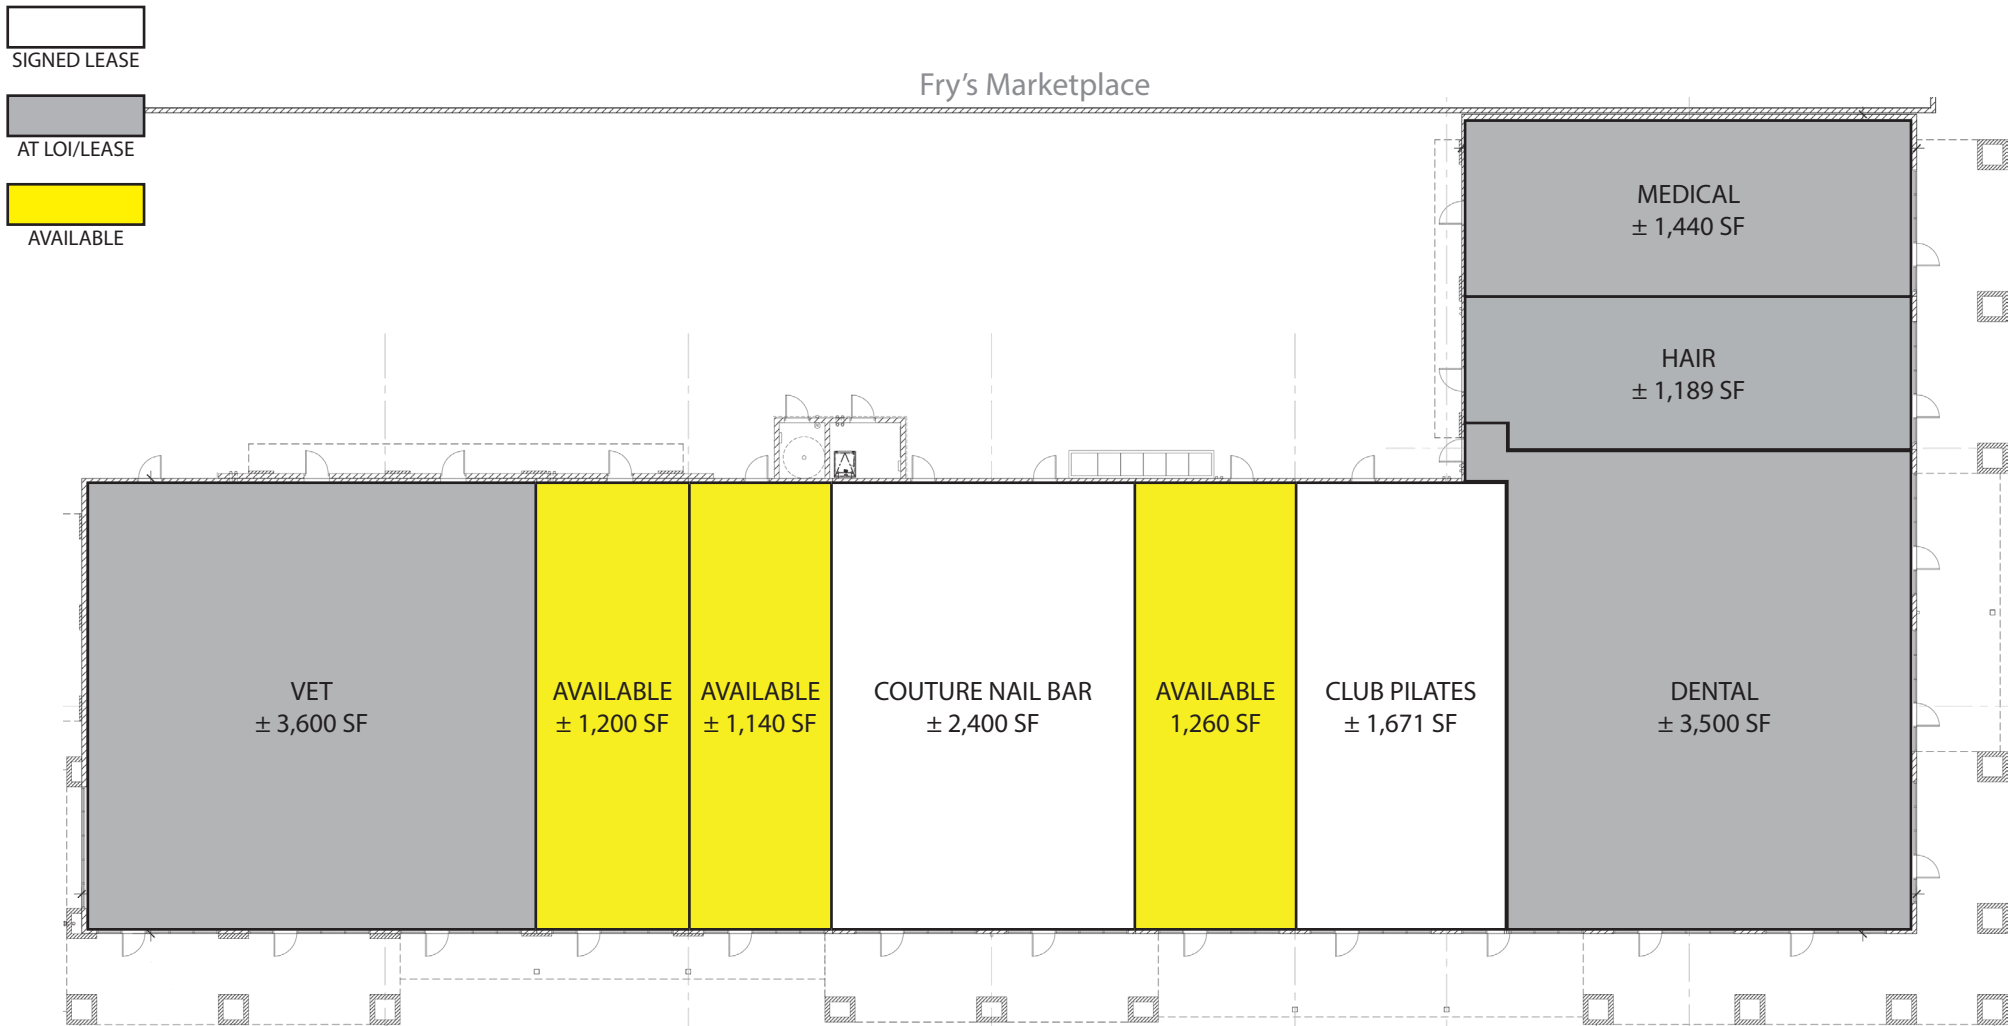 SIGNED LEASE
AT LOI/LEASE
AVAILABLE
Fry's Marketplace
MEDICAL
± 1,440 SF
HAIR
± 1,189 SF
VET
± 3,600 SF
AVAILABLE
± 1,200 SF
AVAILABLE
± 1,140 SF
COUTURE NAIL BAR
± 2,400 SF
AVAILABLE
1,260 SF
CLUB PILATES
± 1,671 SF
DENTAL
± 3,500 SF